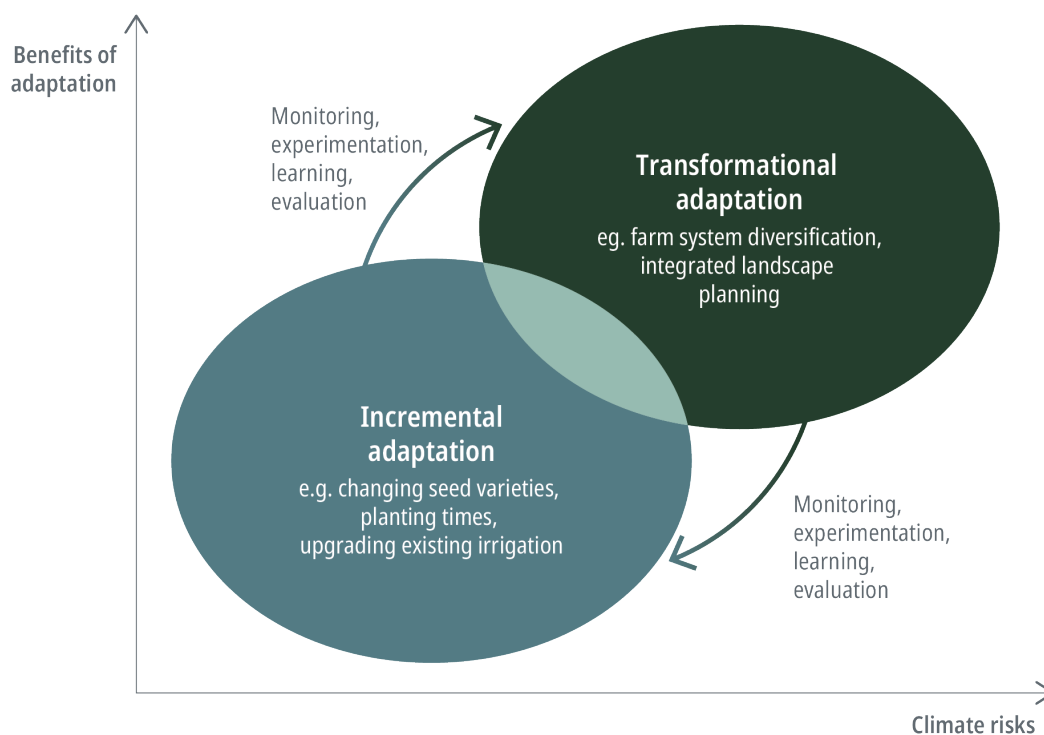 Benefits of
adaptation
Monitoring,
experimentation,
learning,
evaluation
Transformational
adaptation
eg. farm system diversification,
integrated landscape
planning
Incremental
adaptation
e.g. changing seed varieties,
planting times,
upgrading existing irrigation
Monitoring,
experimentation,
learning,
evaluation
Climate risks